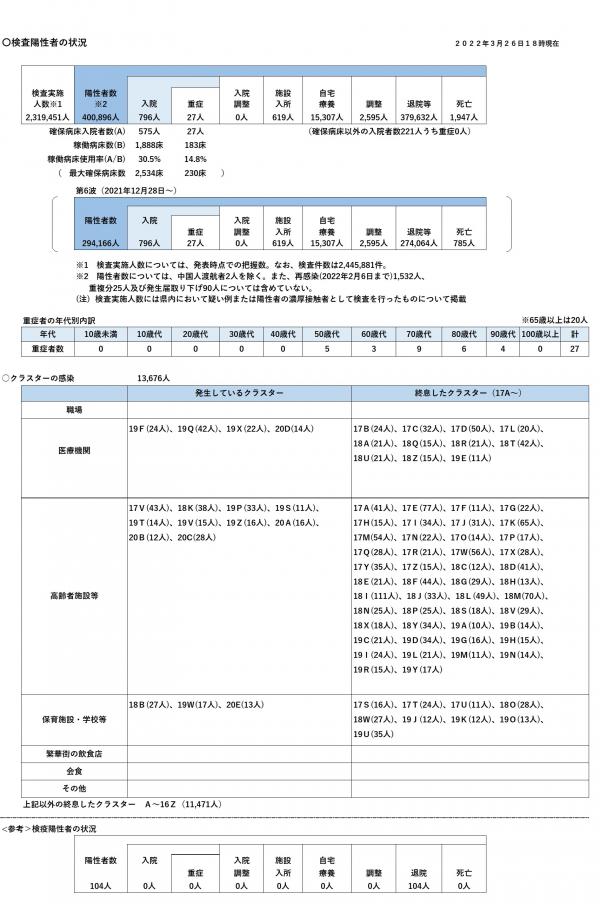 〇検査陽性者の状況
２０２２年３月２６日１８時現在
検査実施人数※1 陽性者数※2 入院 重症 入院調整 施設入所 自宅療養 調整 退院等 死亡
2,319,451人 400,896人 796人 27人 0人 619人 15,307人 2,595人 379,632人 1,947人
確保病床入院者数(A) 575人 27人 （確保病床以外の入院者数221人うち重症0人）
稼働病床数(B) 1,888床 183床
稼働病床使用率(A/B) 30.5% 14.8%
（ 最大確保病床数 2,534床 230床 ）
第6波（2021年12月28日～）
陽性者数 入院 重症 入院調整 施設入所 自宅療養 調整 退院等 死亡
294,166人 796人 27人 0人 619人 15,307人 2,595人 274,064人 785人
※1 検査実施人数については、発表時点での把握数。なお、検査件数は2,445,881件。
※2 陽性者数については、中国人渡航者2人を除く。また、再感染(2022年2月6日まで)1,532人、
重複分25人及び発生届取り下げ90人については含めていない。
（注）検査実施人数には県内において疑い例または陽性者の濃厚接触者として検査を行ったものについて掲載
重症者の年代別内訳 ※65歳以上は20人
年代 10歳未満 10歳代 20歳代 30歳代 40歳代 50歳代 60歳代 70歳代 80歳代 90歳代 100歳以上 計
重症者数 0 0 0 0 0 5 3 9 6 4 0 27
○クラスターの感染 13,676人
発生しているクラスター 終息したクラスター（17A～）
職場
医療機関
19Ｆ(24人)、19Ｑ(42人)、19Ｘ(22人)、20D(14人)
17Ｂ(24人)、17Ｃ(32人)、17Ｄ(50人)、17Ｌ(20人)、
18Ａ(21人)、18Ｑ(15人)、18Ｒ(21人)、18Ｔ(42人)、
18Ｕ(21人)、18Ｚ(15人)、19Ｅ(11人)
高齢者施設等
17Ｖ(43人)、18Ｋ(38人)、19Ｐ(33人)、19Ｓ(11人)、
19Ｔ(14人)、19Ｖ(15人)、19Ｚ(16人)、20Ａ(16人)、
20Ｂ(12人)、20C(28人)
17Ａ(41人)、17Ｅ(77人)、17Ｆ(11人)、17Ｇ(22人)、
17Ｈ(15人)、17Ｉ(34人)、17Ｊ(31人)、17Ｋ(65人)、
17M(54人)、17Ｎ(22人)、17Ｏ(14人)、17Ｐ(17人)、
17Ｑ(28人)、17Ｒ(21人)、17W(56人)、17Ｘ(28人)、
17Ｙ(35人)、17Ｚ(15人)、18Ｃ(12人)、18Ｄ(41人)、
18Ｅ(21人)、18Ｆ(44人)、18Ｇ(29人)、18Ｈ(13人)、
18Ｉ(111人)、18Ｊ(33人)、18Ｌ(49人)、18M(70人)、
18Ｎ(25人)、18Ｐ(25人)、18Ｓ(18人)、18Ｖ(29人)、
18Ｘ(18人)、18Ｙ(34人)、19Ａ(10人)、19Ｂ(14人)、
19Ｃ(21人)、19Ｄ(34人)、19Ｇ(16人)、19Ｈ(15人)、
19Ｉ(24人)、19Ｌ(21人)、19M(11人)、19Ｎ(14人)、
19Ｒ(15人)、19Ｙ(17人)
保育施設・学校等
18Ｂ(27人)、19W(17人)、20E(13人)
17Ｓ(16人)、17Ｔ(24人)、17Ｕ(11人)、18Ｏ(28人)、
18W(27人)、19Ｊ(12人)、19Ｋ(12人)、19Ｏ(13人)、
19Ｕ(35人)
繁華街の飲食店
会食
その他
上記以外の終息したクラスター Ａ～16Ｚ（11,471人）
<参考＞検疫陽性者の状況
陽性者数 入院 重症 入院調整 施設入所 自宅療養 調整 退院 死亡
104人 0人 0人 0人 0人 0人 0人 104人 0人